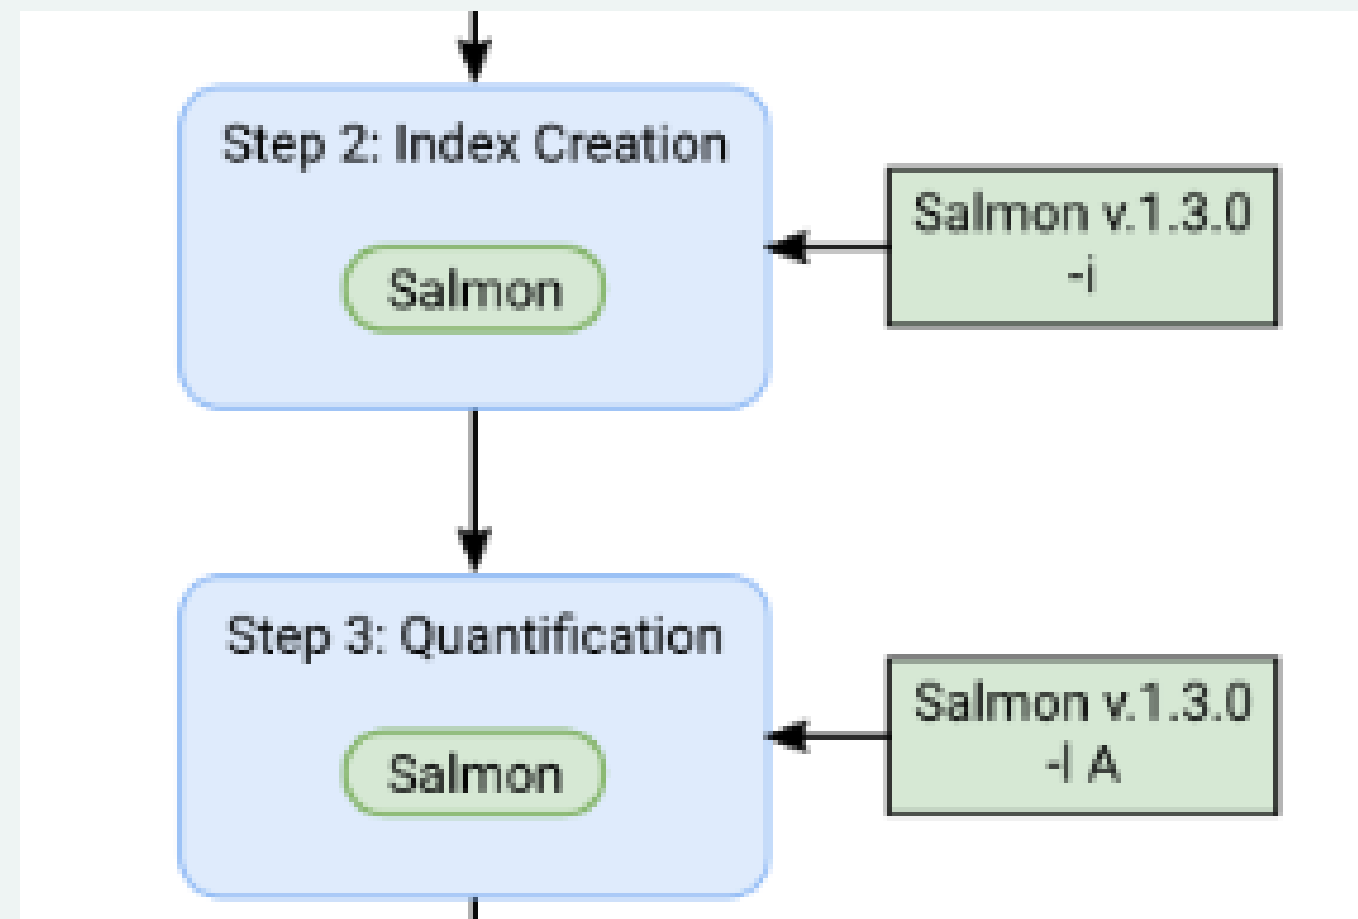 Step 2: Index Creation
Salmon
Salmon v.1.3.0
-i
Step 3: Quantification
Salmon
Salmon v.1.3.0
-l A